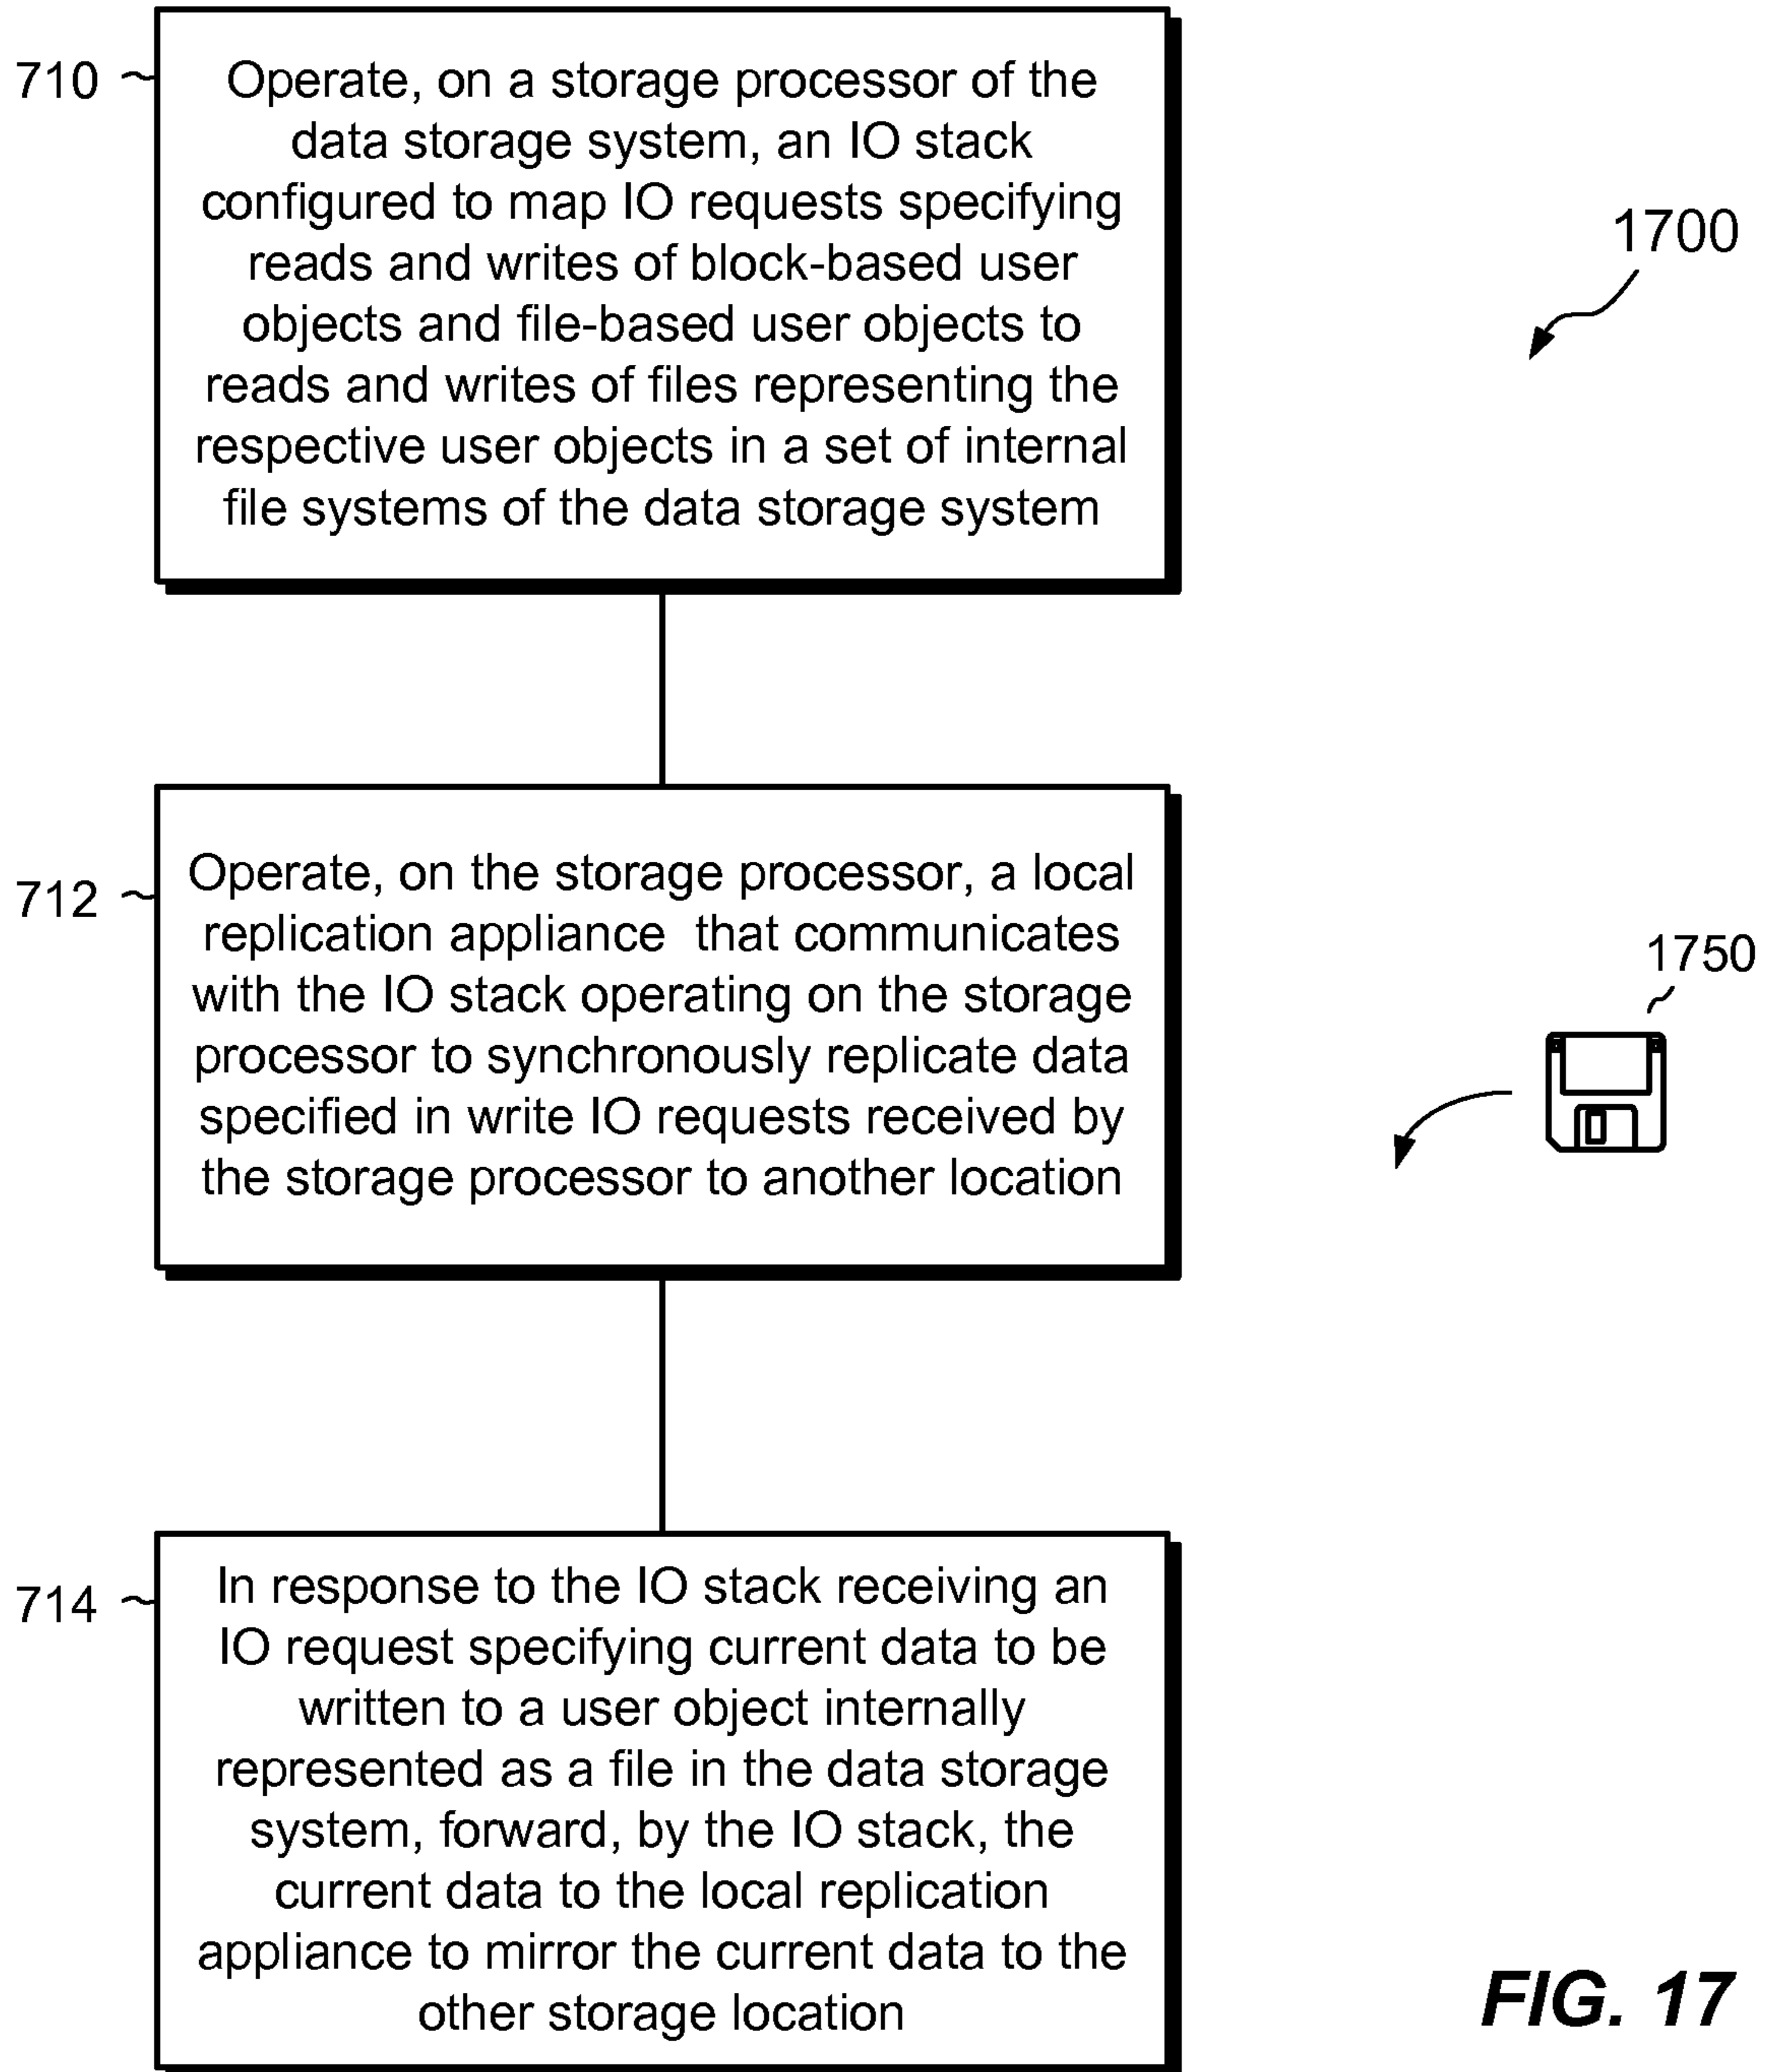 710
Operate, on a storage processor of the
data storage system, an IO stack
configured to map IO requests specifying
reads and writes of block-based user
objects and file-based user objects to
reads and writes of files representing the
respective user objects in a set of internal
file systems of the data storage system
1700
712
Operate, on the storage processor, a local
replication appliance that communicates
with the IO stack operating on the storage
processor to synchronously replicate data
specified in write IO requests received by
the storage processor to another location
1750
714
In response to the IO stack receiving an
IO request specifying current data to be
written to a user object internally
represented as a file in the data storage
system, forward, by the IO stack, the
current data to the local replication
appliance to mirror the current data to the
other storage location
FIG. 17